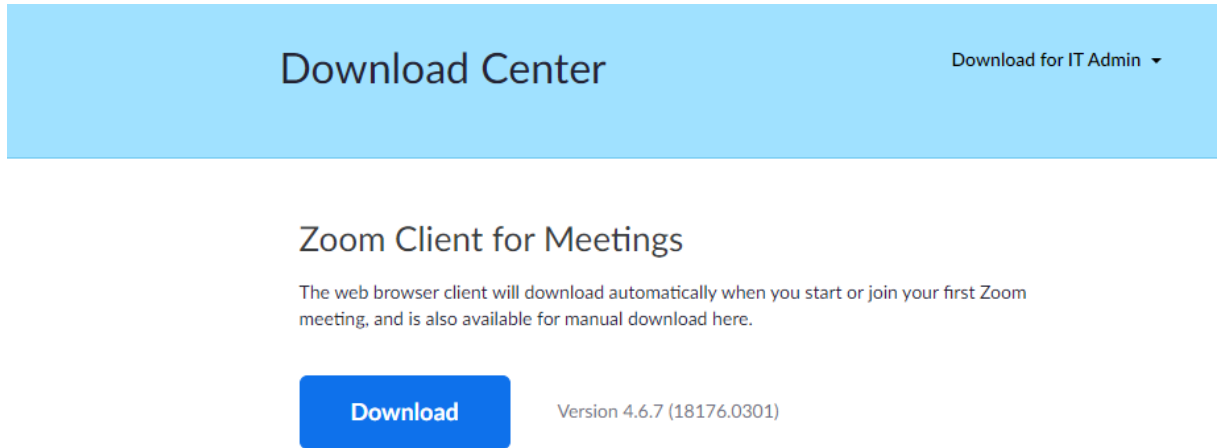 Download Center
Download for IT Admin
Zoom Client for Meetings
The web browser client will download automatically when you start or join your first Zoom
meeting, and is also available for manual download here.
Download
Version 4.6.7 (18176.0301)